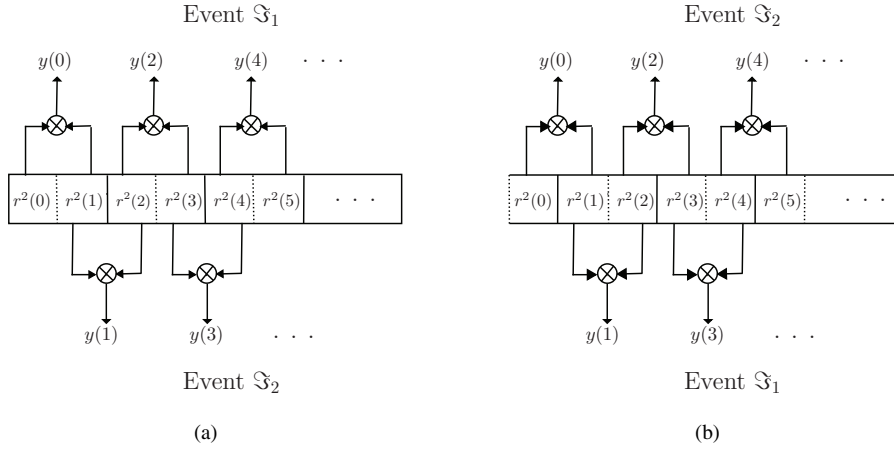 Event ℑ₁
y(0) y(2) y(4) · · ·
r²(0) r²(1) r²(2) r²(3) r²(4) r²(5) · · ·
y(1) y(3) · · ·
Event ℑ₂
(a)
Event ℑ₂
y(0) y(2) y(4) · · ·
r²(0) r²(1) r²(2) r²(3) r²(4) r²(5) · · ·
y(1) y(3) · · ·
Event ℑ₁
(b)